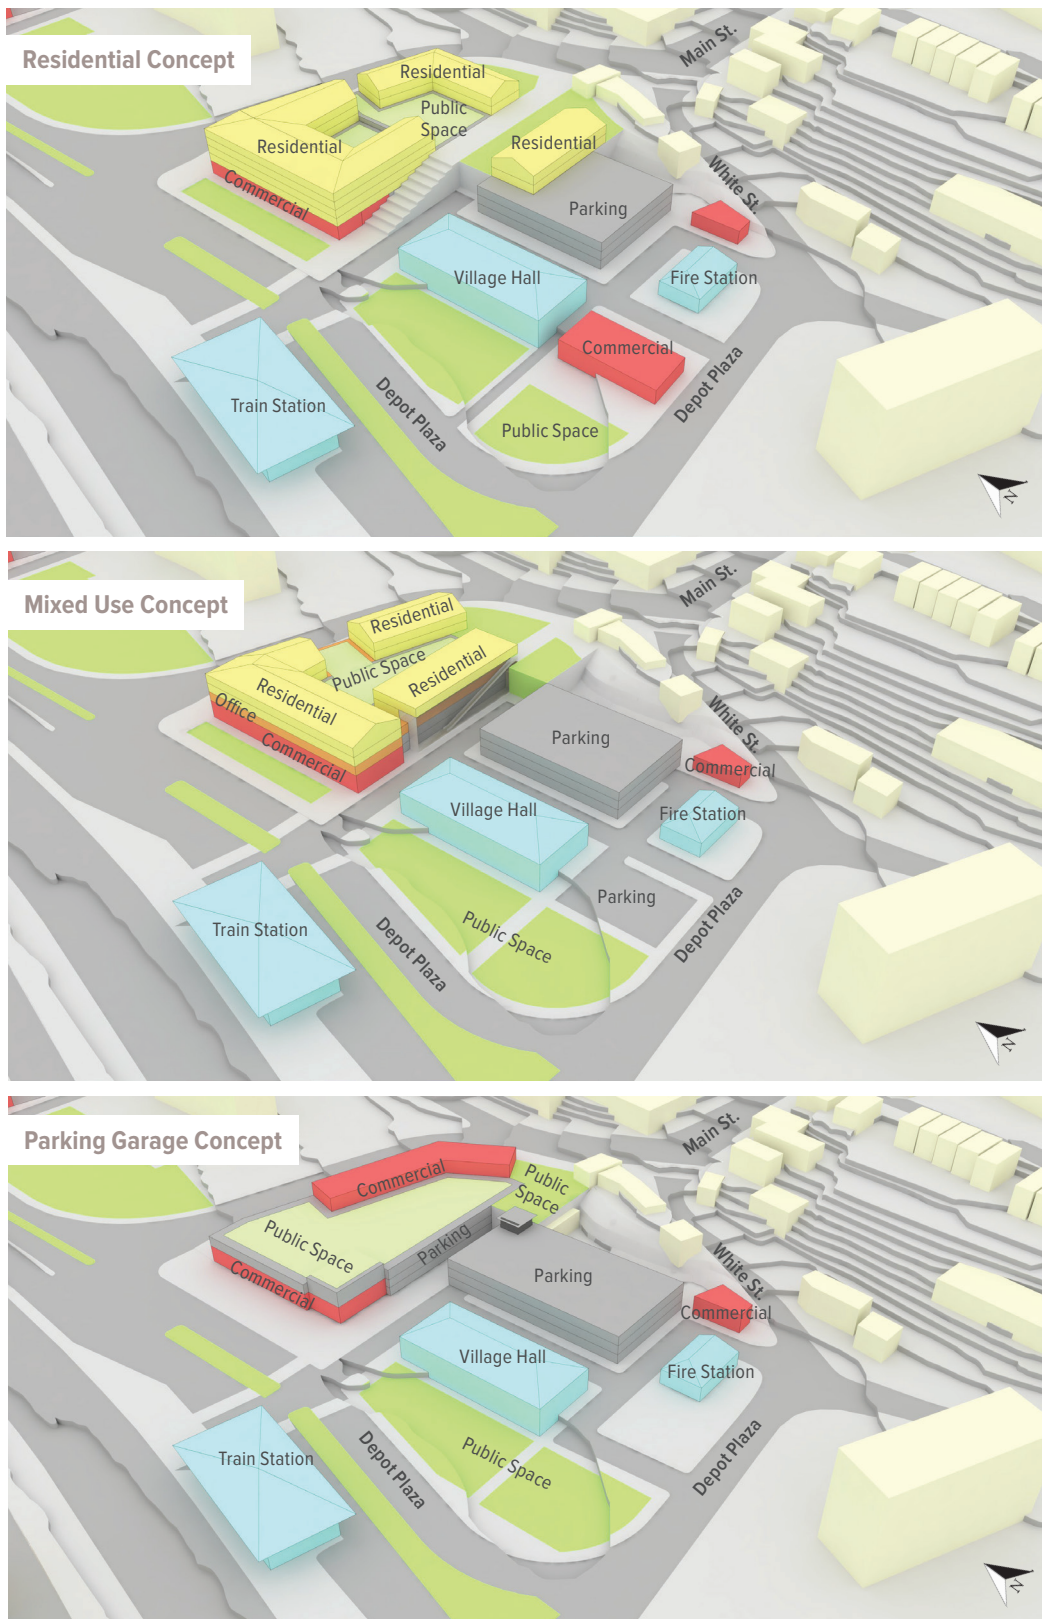 Residential Concept
Main St.
Residential
Public
Space
Residential
Residential
Commercial
White St.
Parking
Village Hall
Fire Station
Commercial
Train Station
Depot Plaza
Depot Plaza
Public Space
N
Mixed Use Concept
Main St.
Residential
Public Space
Residential
Residential
Office
Commercial
White St.
Parking
Commercial
Village Hall
Fire Station
Parking
Train Station
Public Space
Depot Plaza
Depot Plaza
N
Parking Garage Concept
Main St.
Commercial
Public
Space
Public Space
Parking
Commercial
White St.
Parking
Commercial
Village Hall
Fire Station
Train Station
Public Space
Depot Plaza
Depot Plaza
N